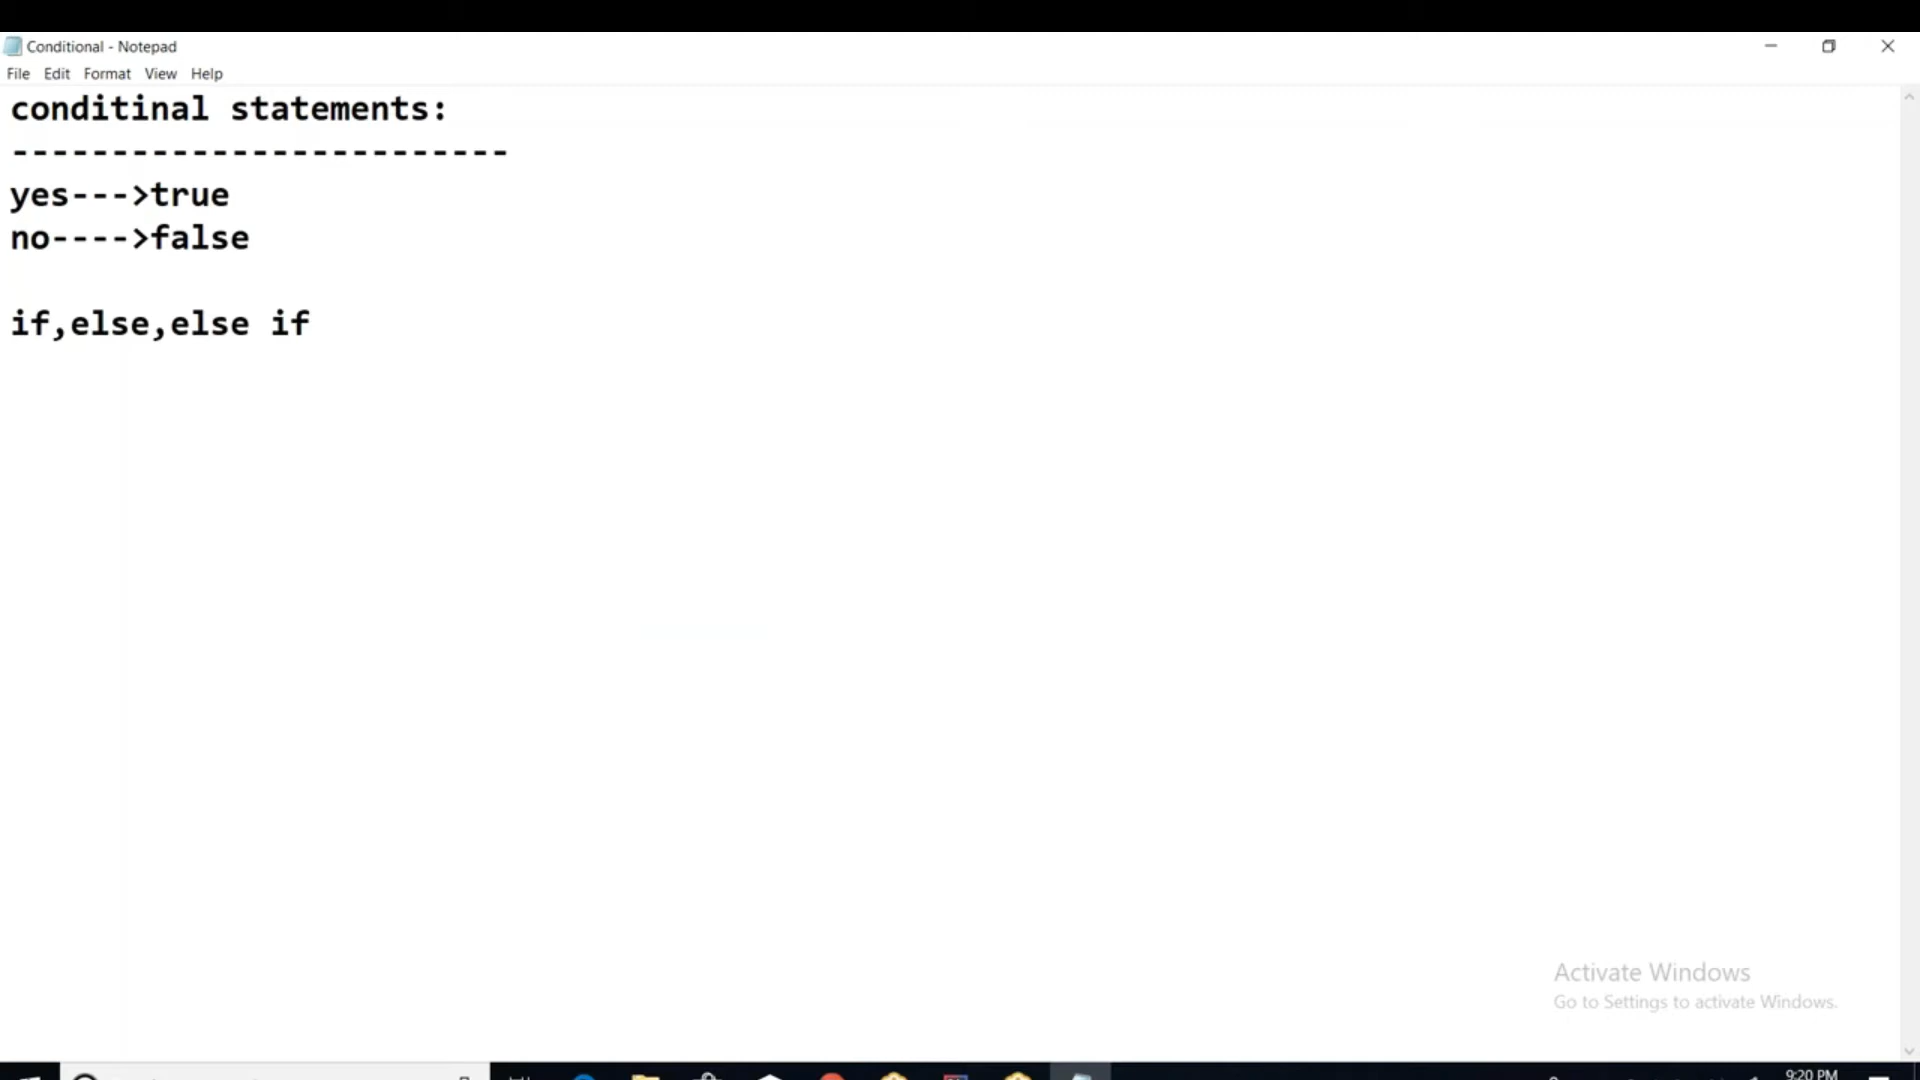 Conditional - Notepad
File Edit Format View Help
conditinal statements:
-------------------------
yes--->true
no---->false
if,else,else if
Activate Windows
Go to Settings to activate Windows.
9:20 PM